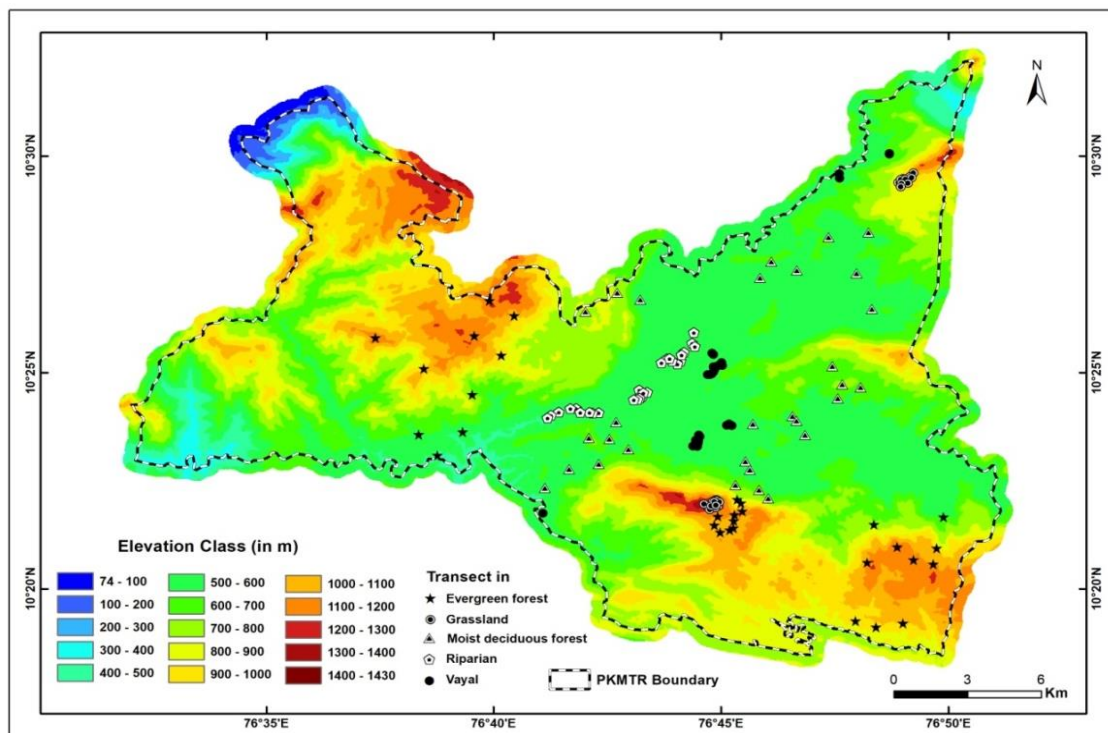 N
10°30'N
10°30'N
10°25'N
10°25'N
10°20'N
10°20'N
Elevation Class (in m)
74 - 100
100 - 200
200 - 300
300 - 400
400 - 500
500 - 600
600 - 700
700 - 800
800 - 900
900 - 1000
1000 - 1100
1100 - 1200
1200 - 1300
1300 - 1400
1400 - 1430
Transect in
Evergreen forest
Grassland
Moist deciduous forest
Riparian
Vayal
PKMTR Boundary
0 3 6
Km
76°35'E
76°40'E
76°45'E
76°50'E